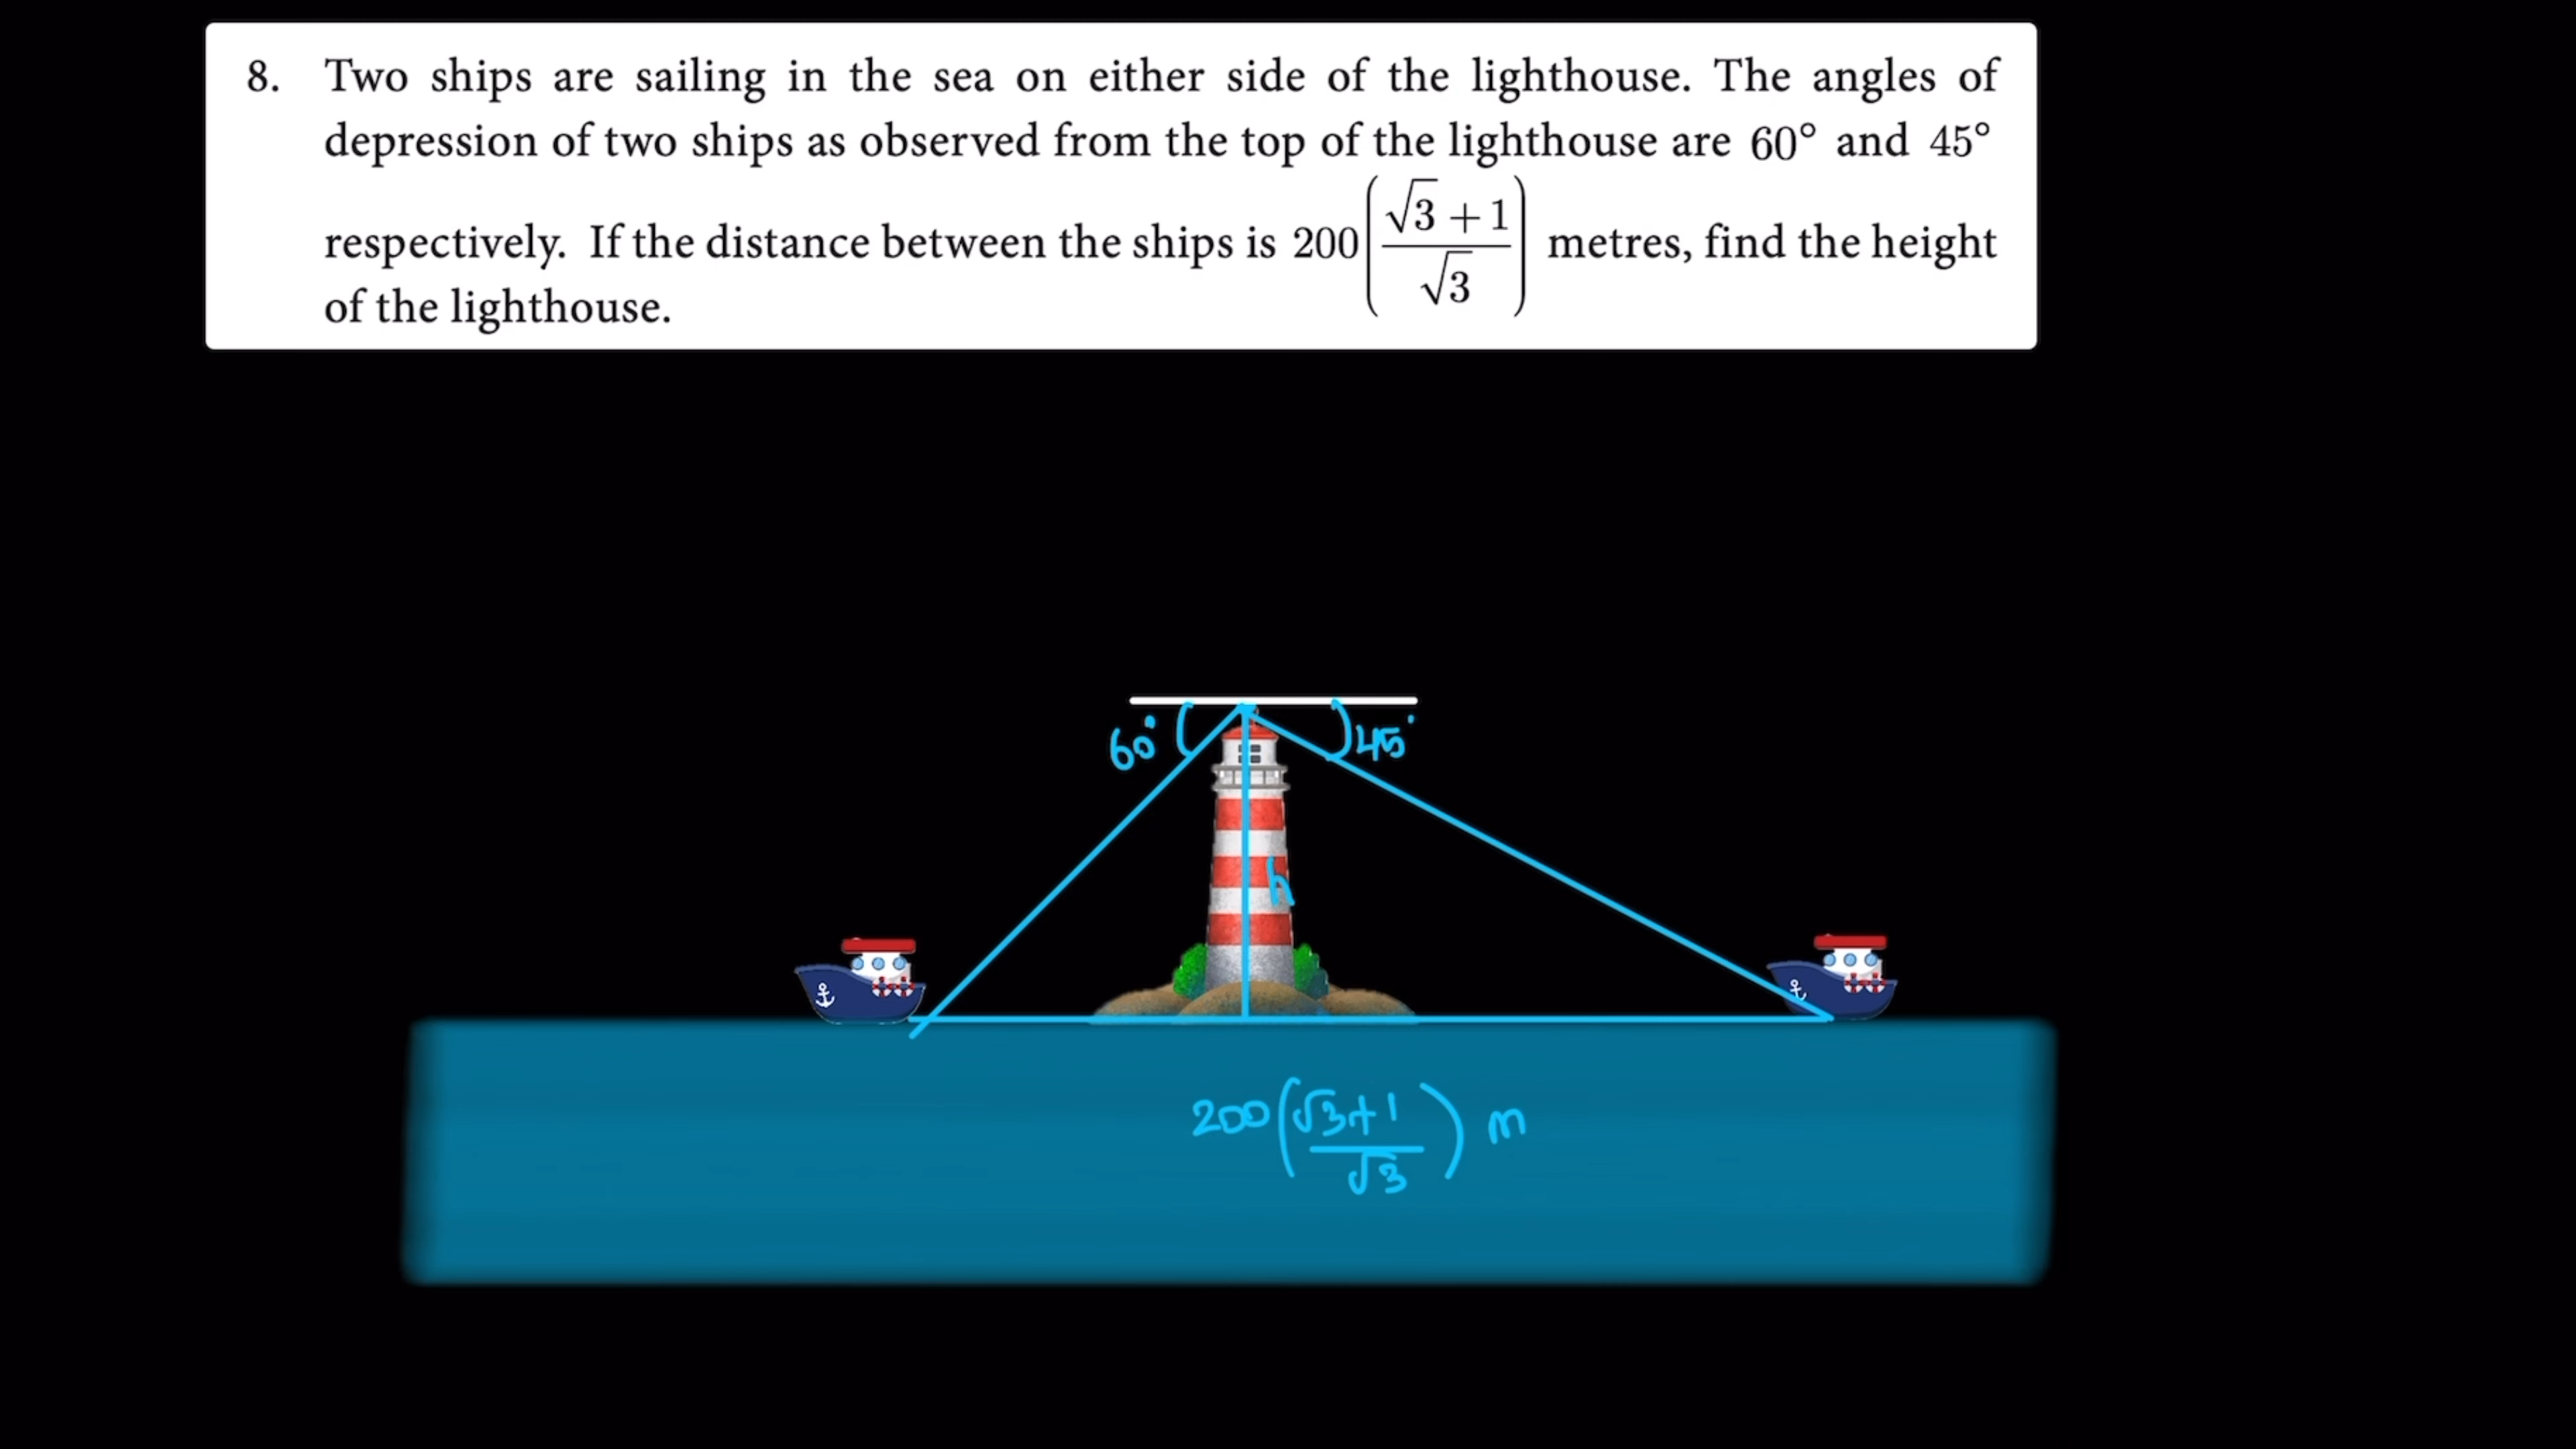 8. Two ships are sailing in the sea on either side of the lighthouse. The angles of
depression of two ships as observed from the top of the lighthouse are 60° and 45°
respectively. If the distance between the ships is 200((√3 + 1)/√3) metres, find the height
of the lighthouse.
60° 45°
h
200((√3+1)/√3) m